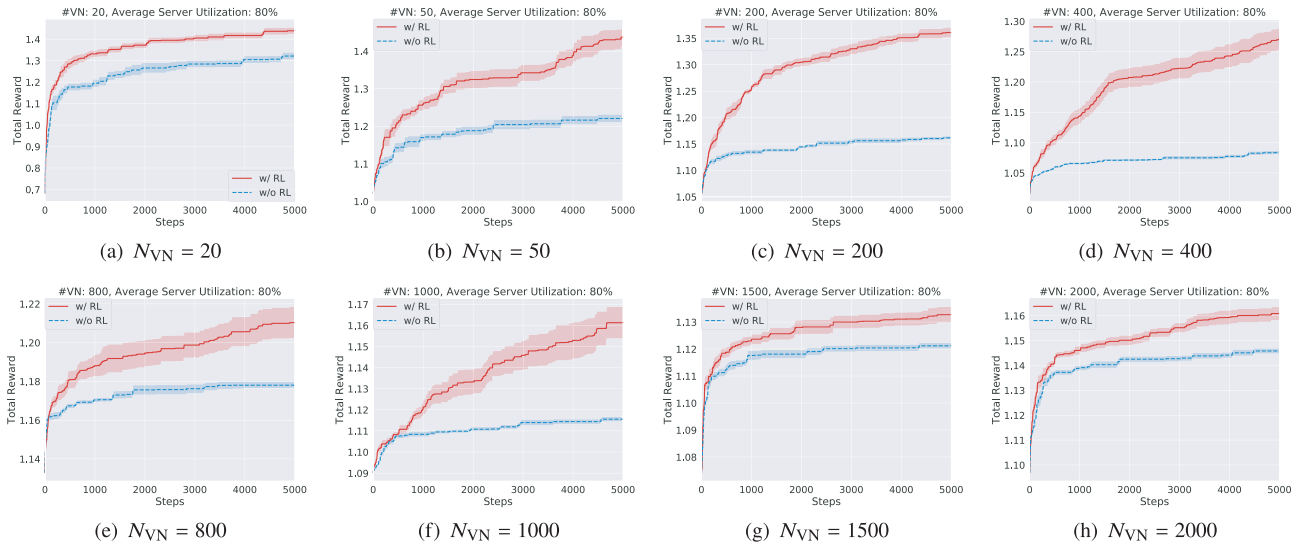 #VN: 20, Average Server Utilization: 80%
Total Reward
1.4
1.3
1.2
1.1
1.0
0.9
0.8
0.7
w/ RL
w/o RL
0 1000 2000 3000 4000 5000
Steps
(a) NVN = 20
#VN: 50, Average Server Utilization: 80%
w/ RL
w/o RL
Total Reward
1.4
1.3
1.2
1.1
1.0
0 1000 2000 3000 4000 5000
Steps
(b) NVN = 50
#VN: 200, Average Server Utilization: 80%
w/ RL
w/o RL
Total Reward
1.35
1.30
1.25
1.20
1.15
1.10
1.05
0 1000 2000 3000 4000 5000
Steps
(c) NVN = 200
#VN: 400, Average Server Utilization: 80%
w/ RL
w/o RL
Total Reward
1.30
1.25
1.20
1.15
1.10
1.05
0 1000 2000 3000 4000 5000
Steps
(d) NVN = 400
#VN: 800, Average Server Utilization: 80%
w/ RL
w/o RL
Total Reward
1.22
1.20
1.18
1.16
1.14
0 1000 2000 3000 4000 5000
Steps
(e) NVN = 800
#VN: 1000, Average Server Utilization: 80%
w/ RL
w/o RL
Total Reward
1.17
1.16
1.15
1.14
1.13
1.12
1.11
1.10
1.09
0 1000 2000 3000 4000 5000
Steps
(f) NVN = 1000
#VN: 1500, Average Server Utilization: 80%
w/ RL
w/o RL
Total Reward
1.13
1.12
1.11
1.10
1.09
1.08
0 1000 2000 3000 4000 5000
Steps
(g) NVN = 1500
#VN: 2000, Average Server Utilization: 80%
w/ RL
w/o RL
Total Reward
1.16
1.15
1.14
1.13
1.12
1.11
1.10
0 1000 2000 3000 4000 5000
Steps
(h) NVN = 2000